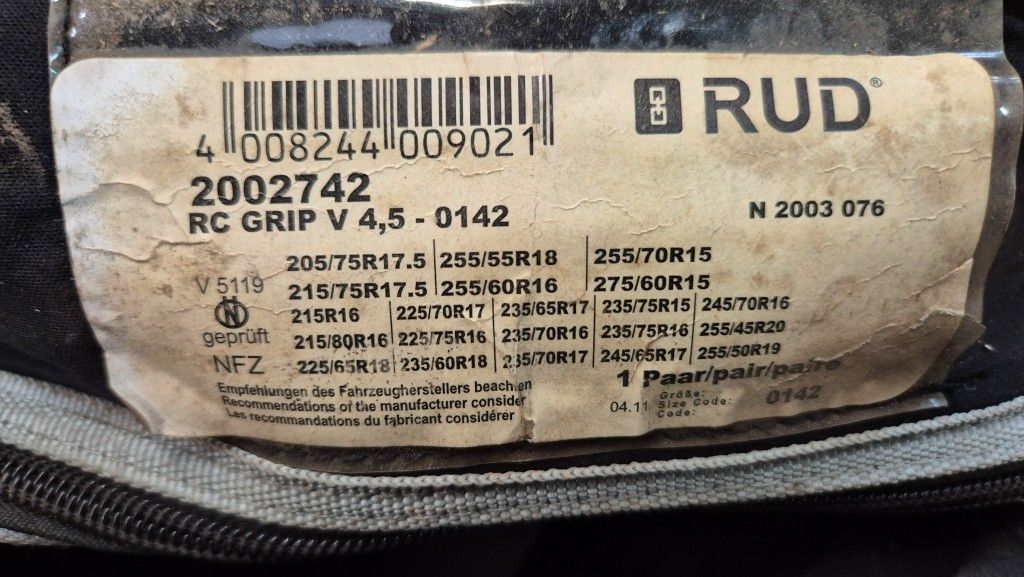 RUD®
4 008244 009021
2002742
RC GRIP V 4,5 - 0142
N 2003 076
205/75R17.5 255/55R18 255/70R15
V 5119
215/75R17.5 255/60R16 275/60R15
215R16 225/70R17 235/65R17 235/75R15 245/70R16
geprüft
215/80R16 225/75R16 235/70R16 235/75R16 255/45R20
NFZ
225/65R18 235/60R18 235/70R17 245/65R17 255/50R19
1 Paar/pair/paire
Empfehlungen des Fahrzeugherstellers beachten
Recommendations of the manufacturer consider
Les recommandations du fabricant considérer
04.11
Größe:
Size Code: 0142
Code: